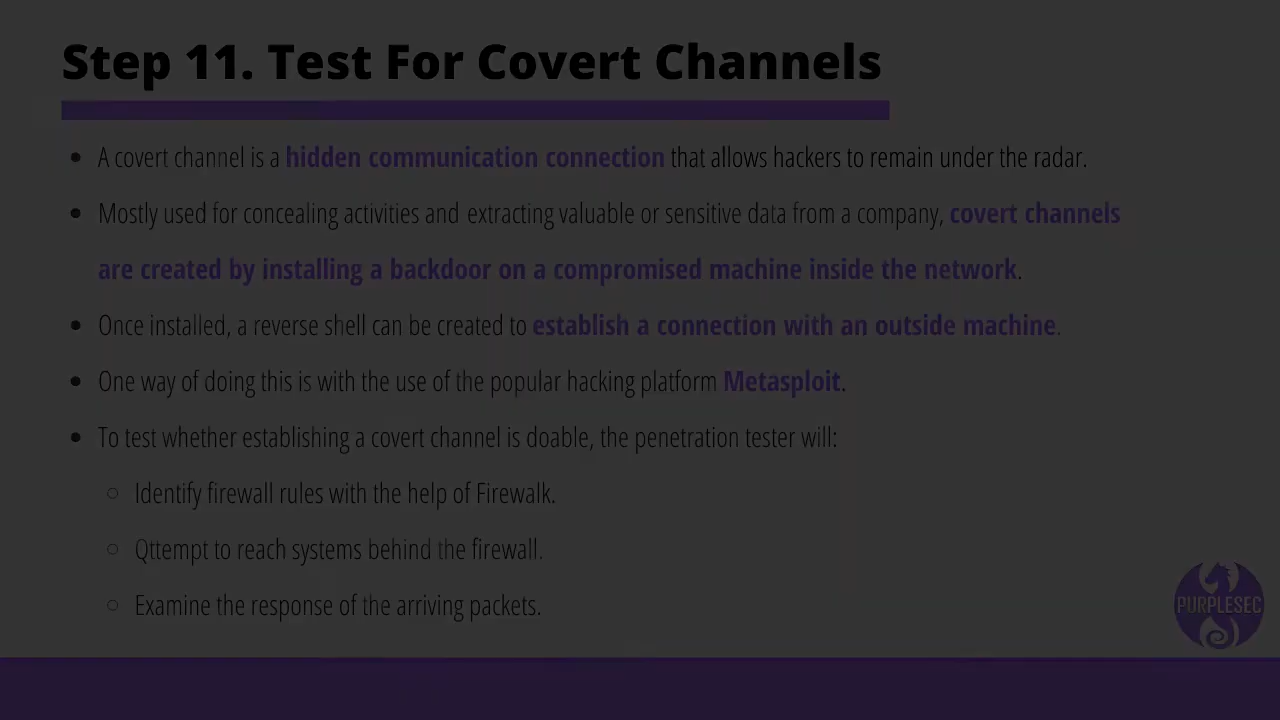 Step 11. Test For Covert Channels
A covert channel is a hidden communication connection that allows hackers to remain under the radar.
Mostly used for concealing activities and extracting valuable or sensitive data from a company, covert channels
are created by installing a backdoor on a compromised machine inside the network.
Once installed, a reverse shell can be created to establish a connection with an outside machine.
One way of doing this is with the use of the popular hacking platform Metasploit.
To test whether establishing a covert channel is doable, the penetration tester will:
Identify firewall rules with the help of Firewalk.
Qttempt to reach systems behind the firewall.
Examine the response of the arriving packets.
PURPLESEC